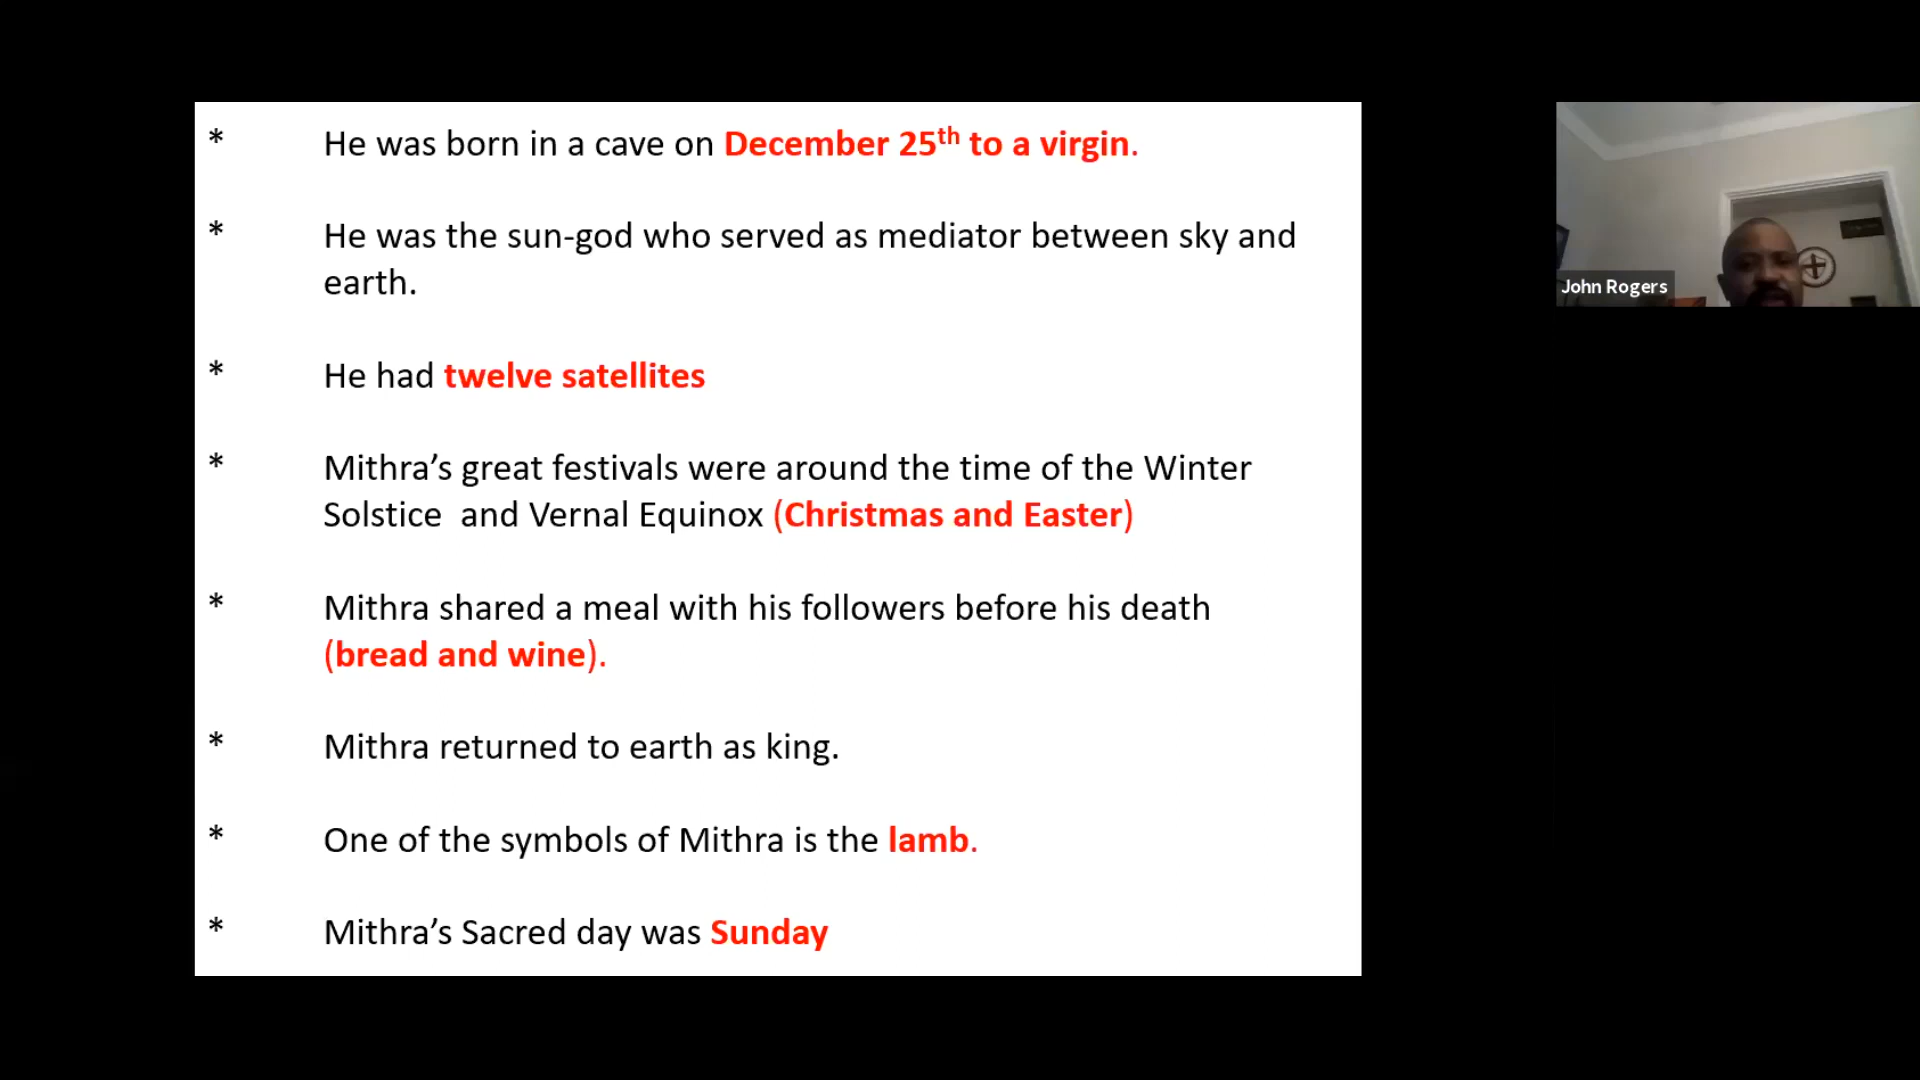 * He was born in a cave on December 25th to a virgin.
* He was the sun-god who served as mediator between sky and
earth.
* He had twelve satellites
* Mithra’s great festivals were around the time of the Winter
Solstice  and Vernal Equinox (Christmas and Easter)
* Mithra shared a meal with his followers before his death
(bread and wine).
* Mithra returned to earth as king.
* One of the symbols of Mithra is the lamb.
* Mithra’s Sacred day was Sunday
John Rogers